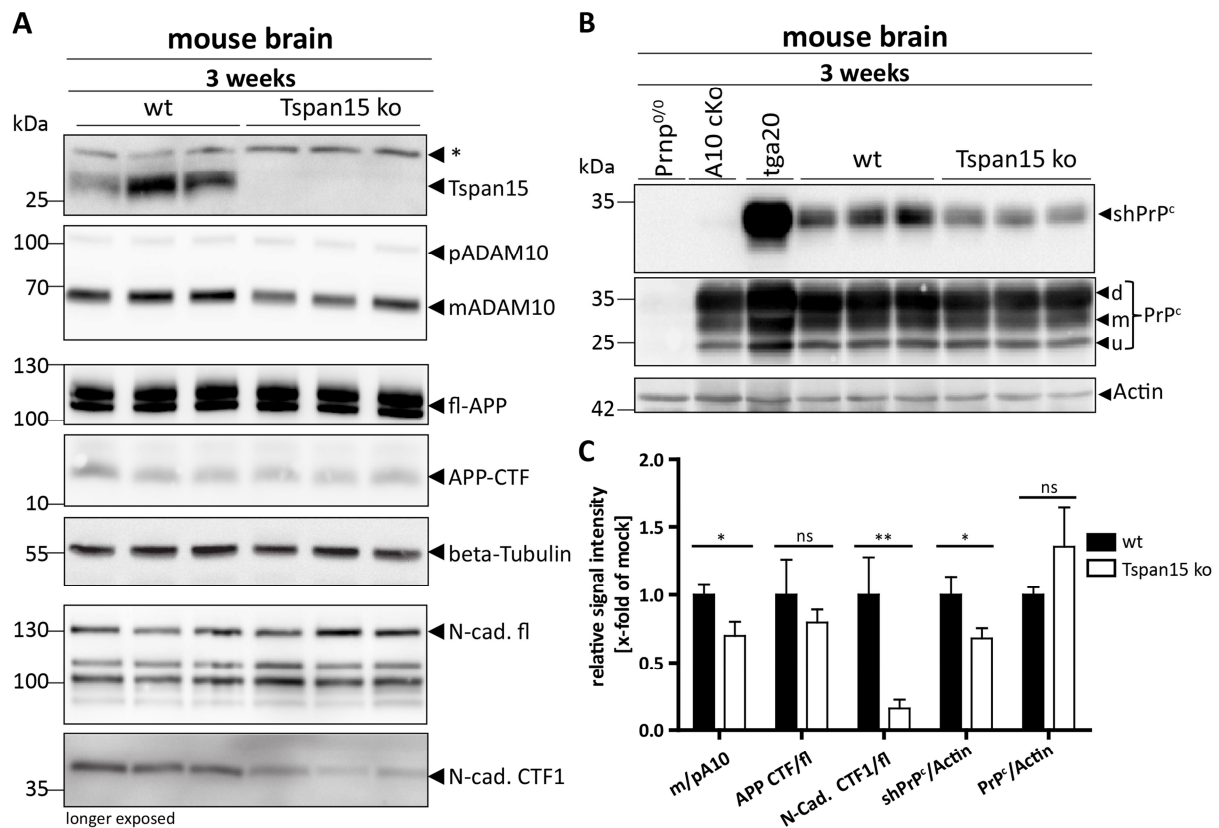 A
mouse brain
3 weeks
wt Tspan15 ko
kDa
*
Tspan15
25
100
pADAM10
70
mADAM10
130
fl-APP
100
APP-CTF
10
55
beta-Tubulin
130
N-cad. fl
100
N-cad. CTF1
35
longer exposed
B
mouse brain
3 weeks
Prnp0/0
A10 cKo
tga20
wt Tspan15 ko
kDa
35
shPrPc
35
d
m
PrPc
25
u
Actin
42
C
relative signal intensity
[x-fold of mock]
2.0
1.5
1.0
0.5
0.0
*
ns
**
*
ns
wt
Tspan15 ko
m/pA10
APP CTF/fl
N-Cad. CTF1/fl
shPrPc/Actin
PrPc/Actin